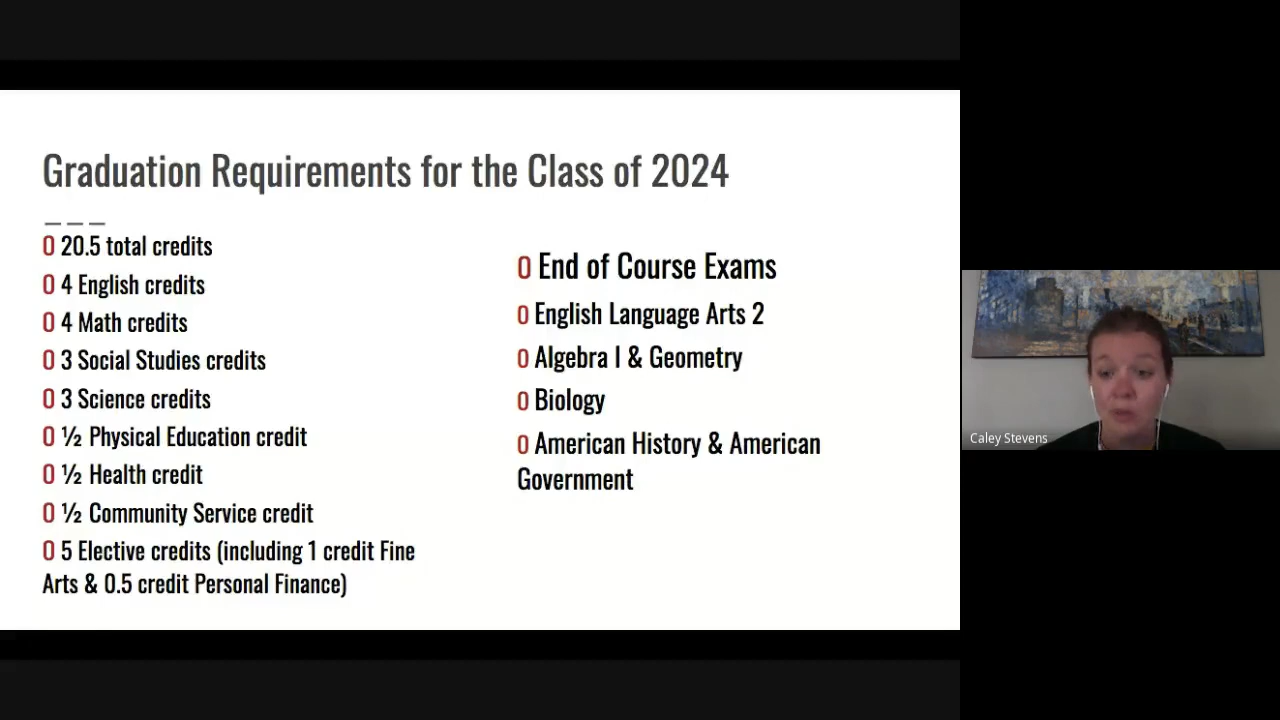 Graduation Requirements for the Class of 2024
0 20.5 total credits
0 4 English credits
0 4 Math credits
0 3 Social Studies credits
0 3 Science credits
0 ½ Physical Education credit
0 ½ Health credit
0 ½ Community Service credit
0 5 Elective credits (including 1 credit Fine
Arts & 0.5 credit Personal Finance)
0 End of Course Exams
0 English Language Arts 2
0 Algebra I & Geometry
0 Biology
0 American History & American
Government
Caley Stevens